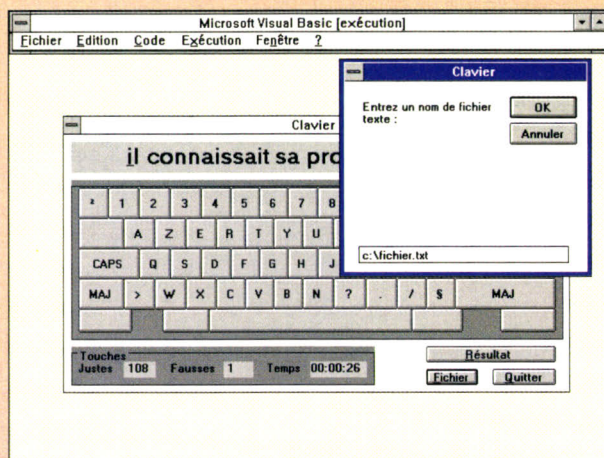 Microsoft Visual Basic [exécution]
Fichier Edition Code Exécution Fenêtre ?
Clavier
Entrez un nom de fichier
texte :
OK
Annuler
c:\fichier.txt
Clavier
il connaissait sa pro
² 1 2 3 4 5 6 7 8
A Z E R T Y U
CAPS Q S D F G H J
MAJ > W X C V B N ? . / § MAJ
Touches
Justes 108 Fausses 1 Temps 00:00:26
Résultat
Fichier Quitter